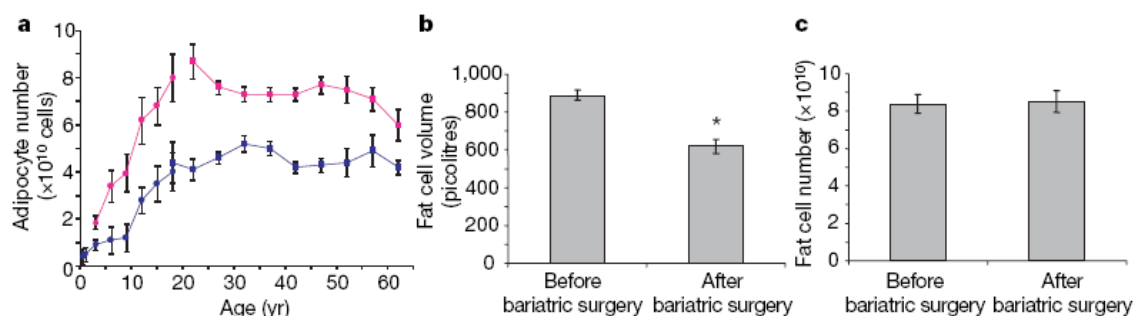 a
Adipocyte number
(×10¹⁰ cells)
10
8
6
4
2
0
0
10
20
30
40
50
60
Age (yr)
b
Fat cell volume
(picolitres)
1,000
800
600
400
200
0
*
Before
bariatric surgery
After
bariatric surgery
c
Fat cell number (×10¹⁰)
10
8
6
4
2
0
Before
bariatric surgery
After
bariatric surgery